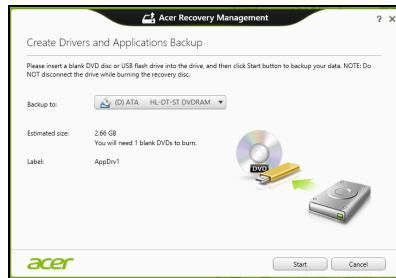 Acer Recovery Management
? X
Create Drivers and Applications Backup
Please insert a blank DVD disc or USB flash drive into the drive, and then click Start button to backup your data. NOTE: Do
NOT disconnect the drive while burning the recovery disc.
Backup to: (D) ATA HL-DT-ST DVDRAM
Estimated size: 2.66 GB
You will need 1 blank DVDs to burn.
Label: AppDrv1
DVD
acer
Start Cancel